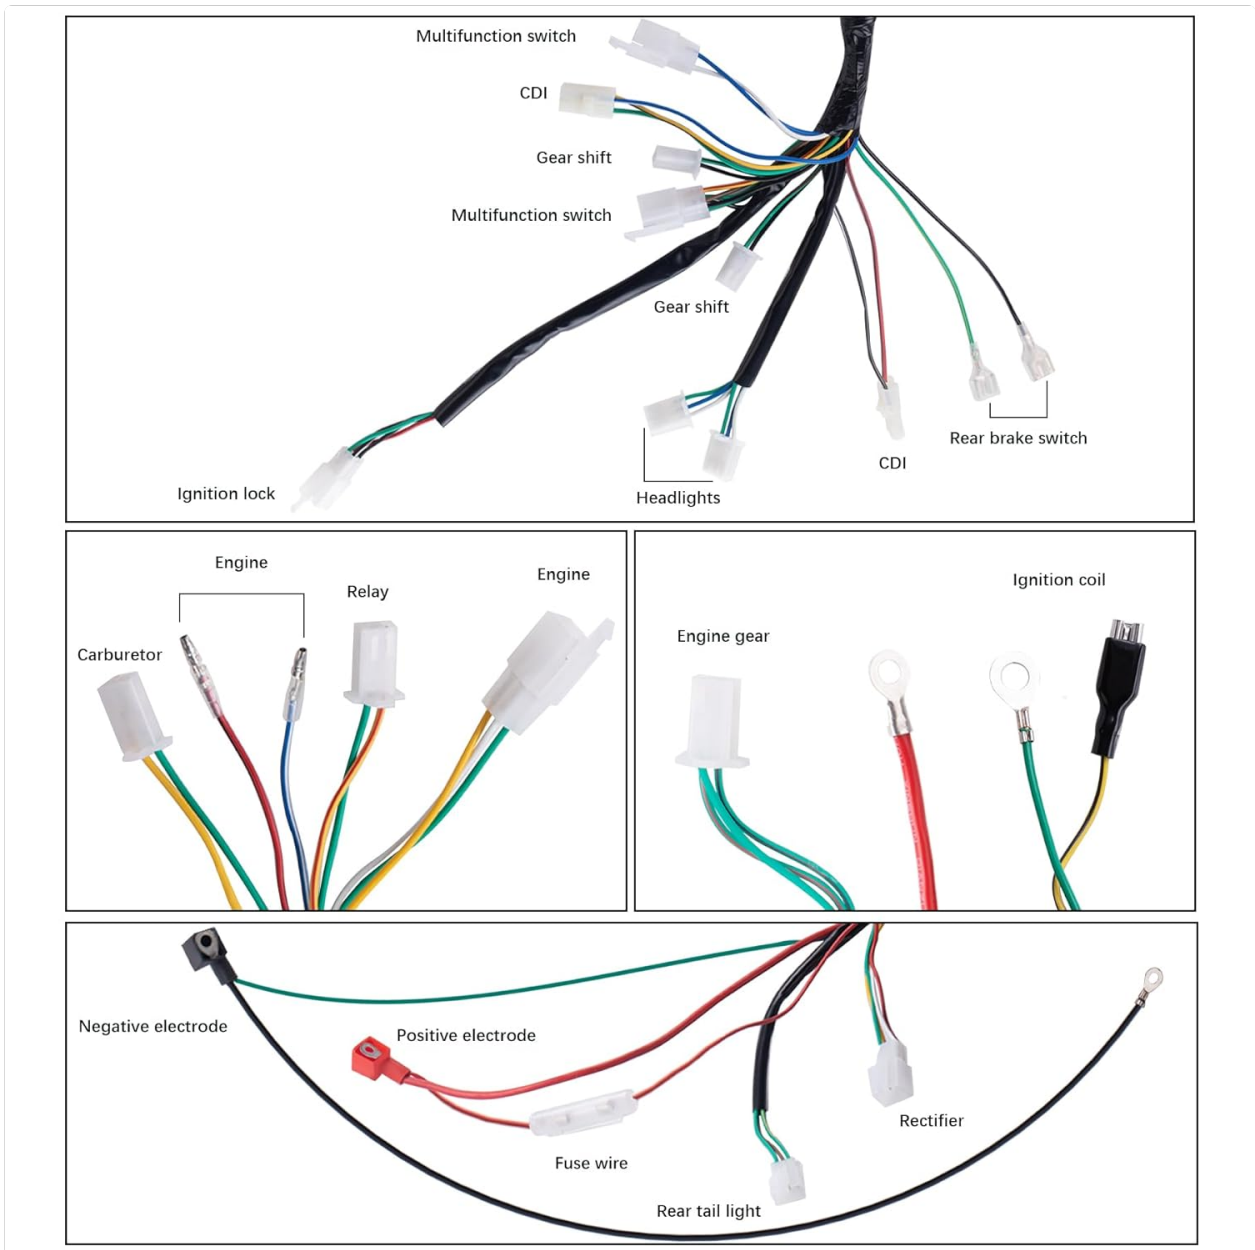 Multifunction switch
CDI
Gear shift
Multifunction switch
Gear shift
Ignition lock
Headlights
CDI
Rear brake switch
Engine
Relay
Engine
Carburetor
Ignition coil
Engine gear
Negative electrode
Positive electrode
Fuse wire
Rectifier
Rear tail light